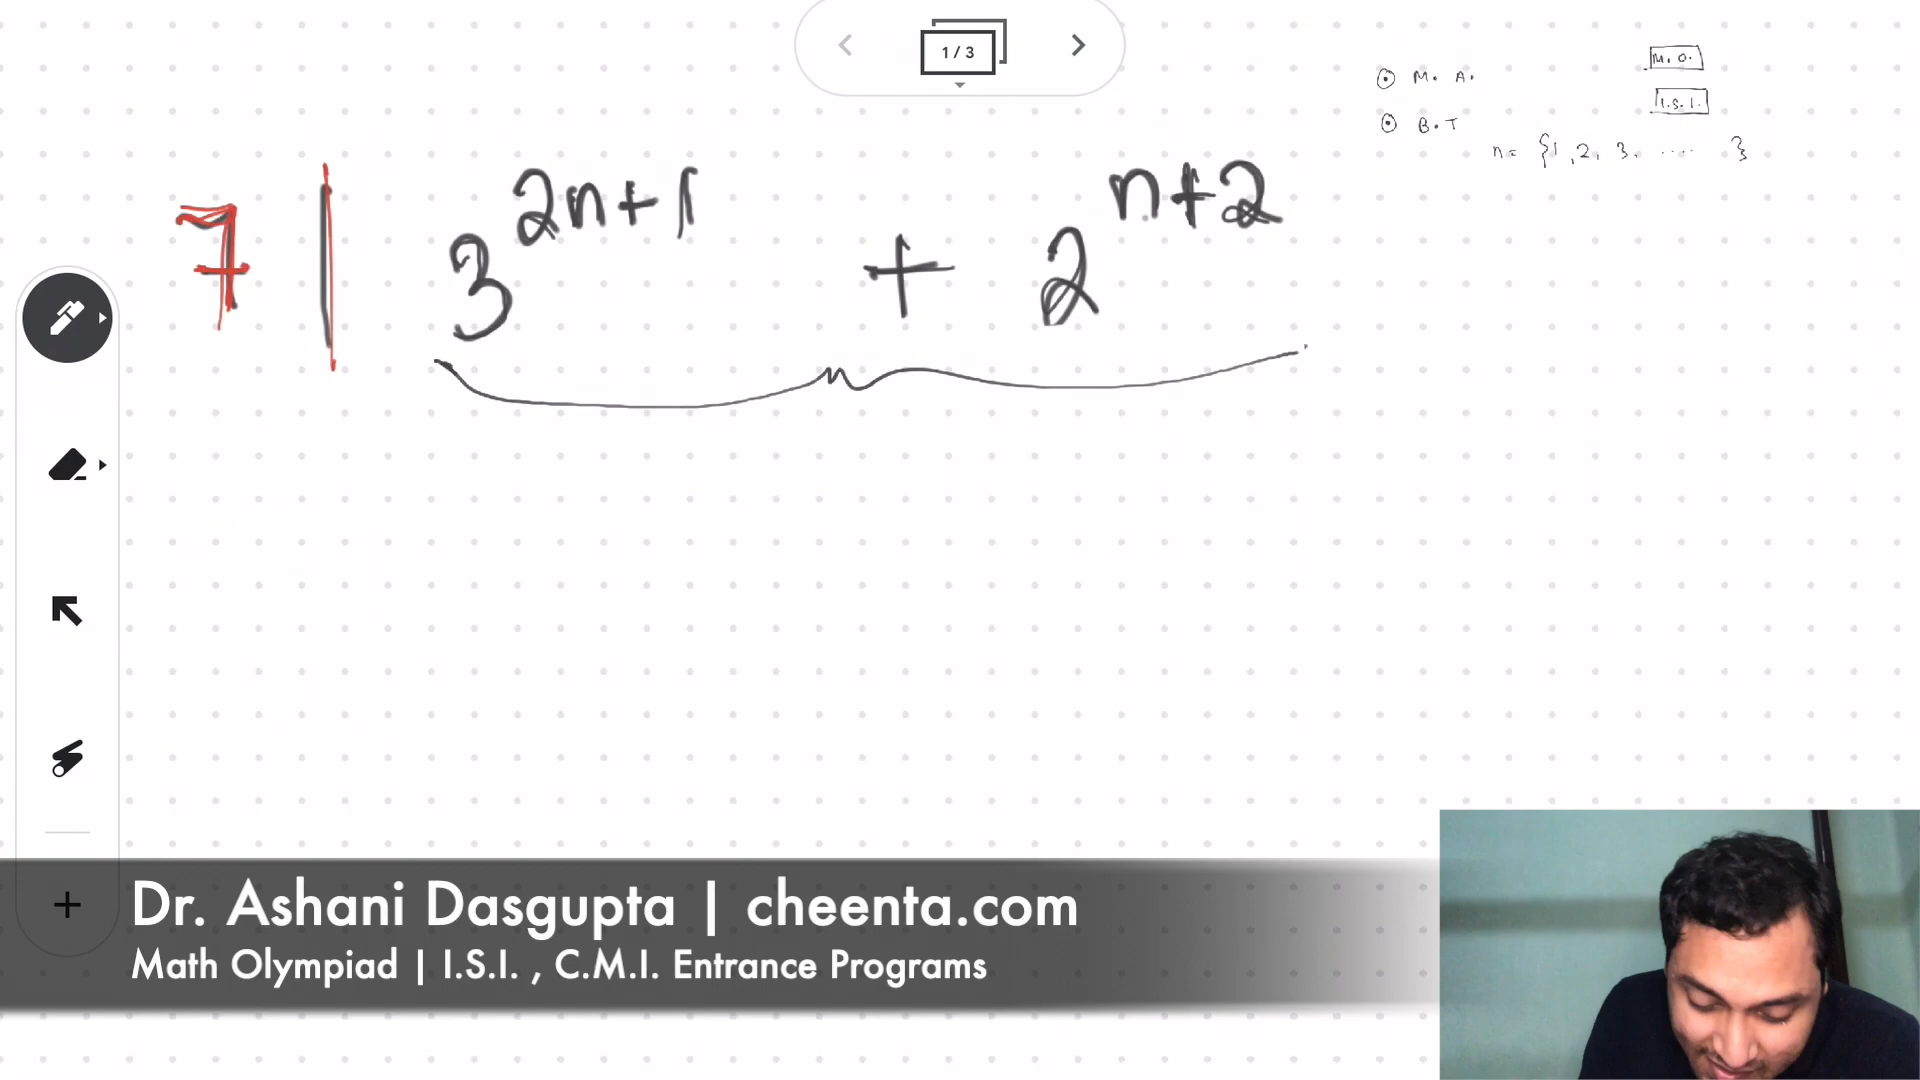 1 / 3
M. A.
M. O.
B. T
I.S.I.
n = {1, 2, 3, ..... }
7 | 3^{2n+1} + 2^{n+2}
Dr. Ashani Dasgupta | cheenta.com
Math Olympiad | I.S.I. , C.M.I. Entrance Programs